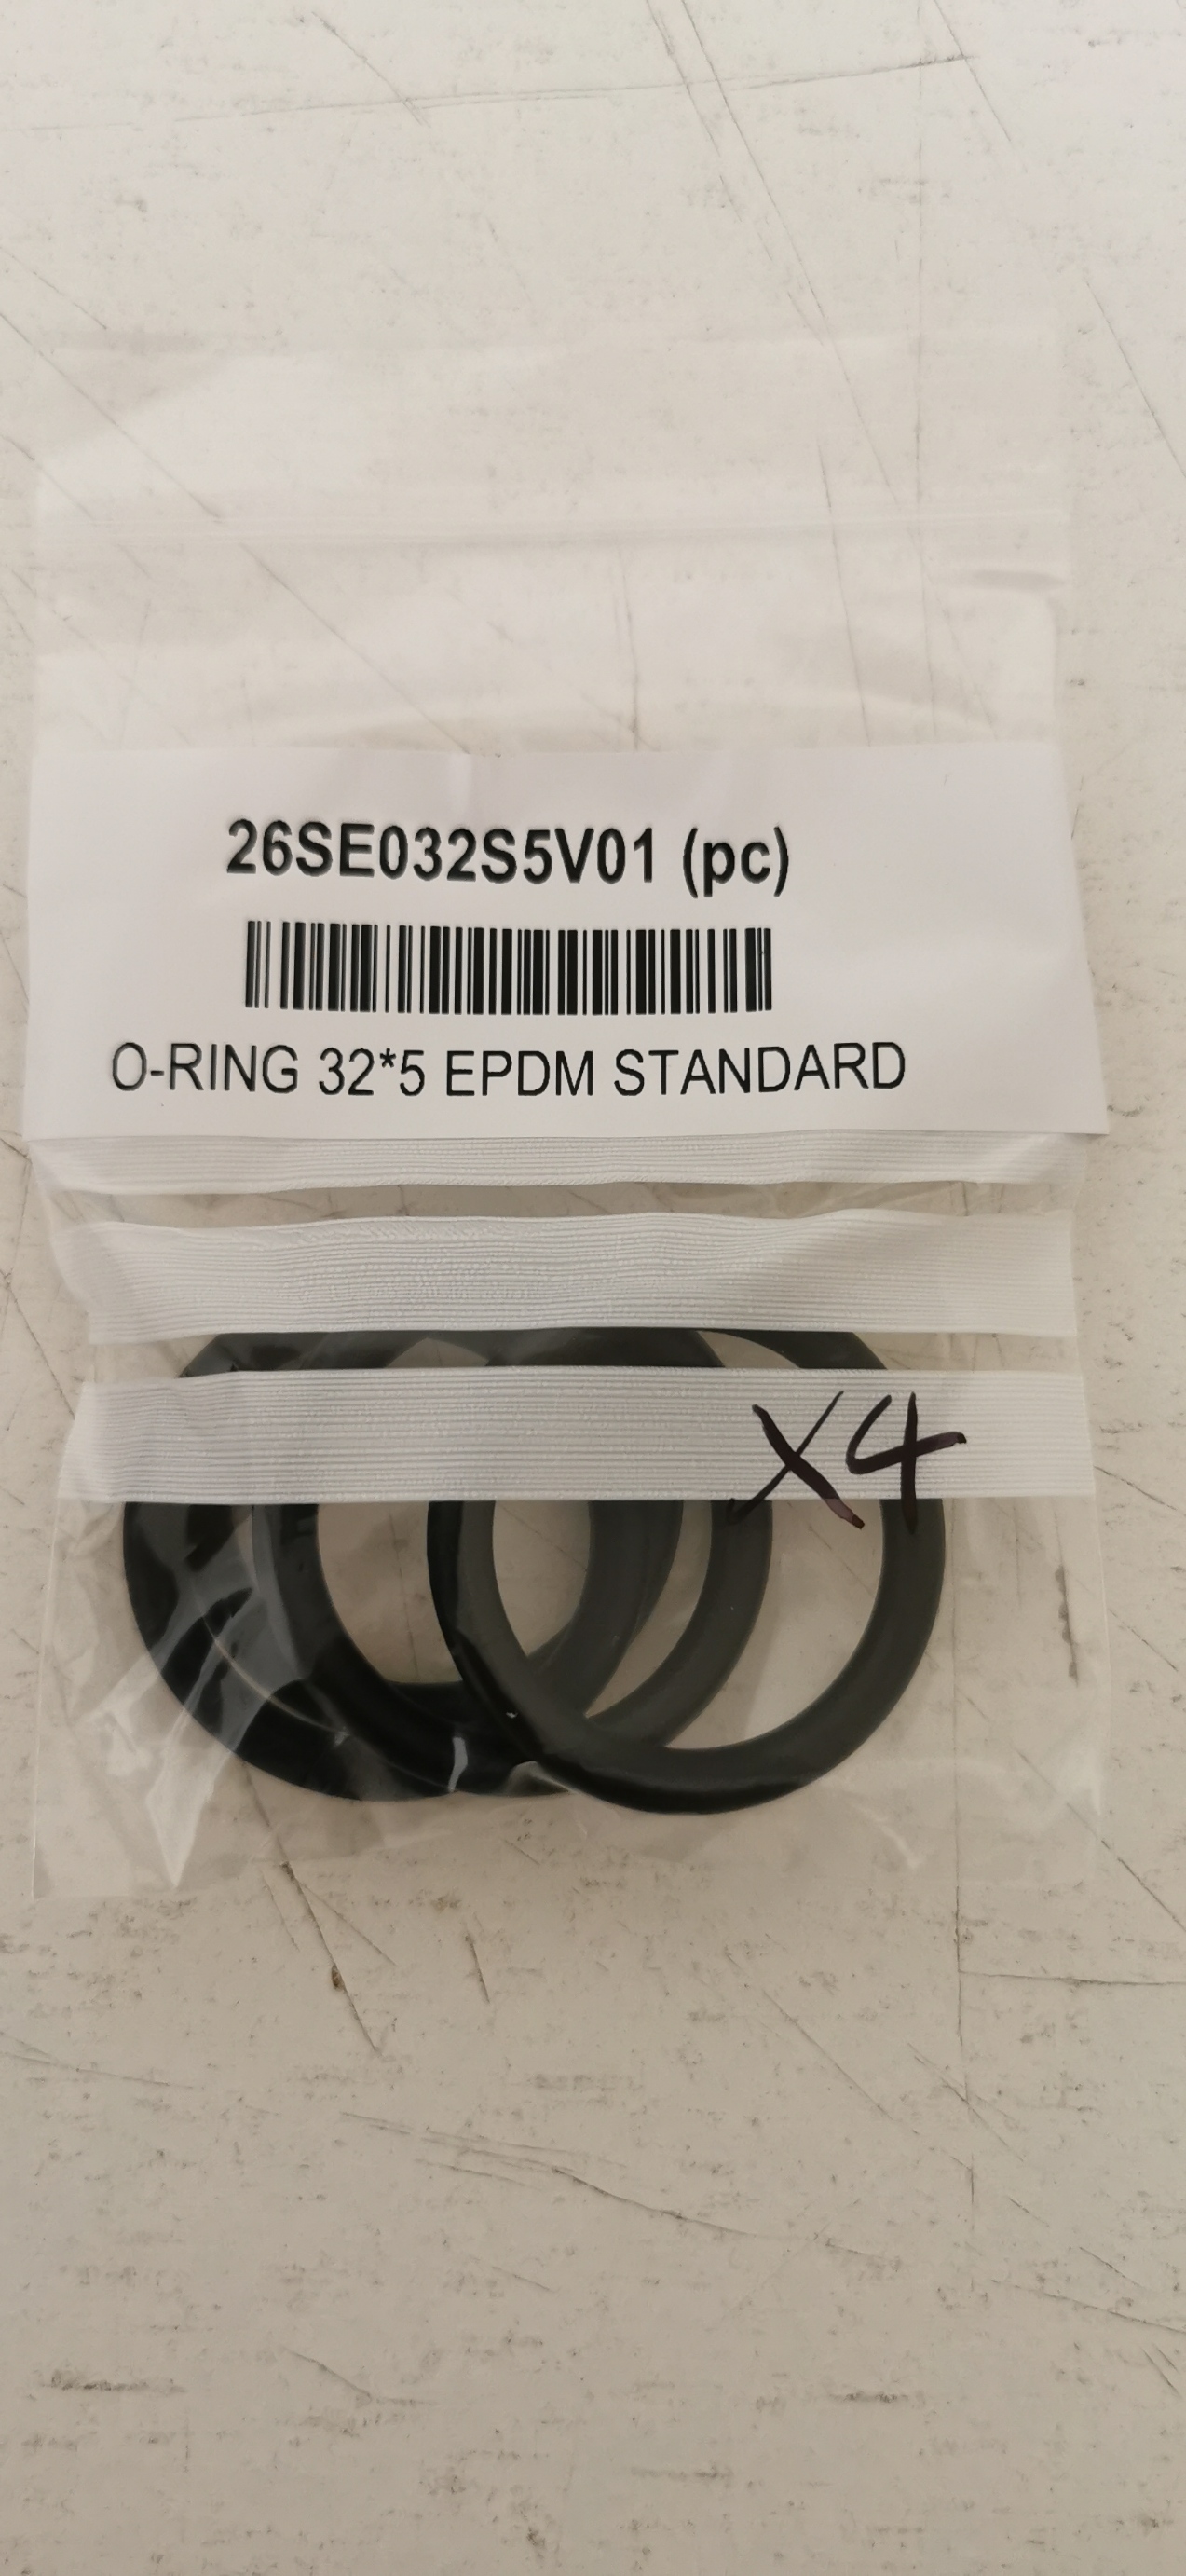 26SE032S5V01 (pc)
O-RING 32*5 EPDM STANDARD
X4